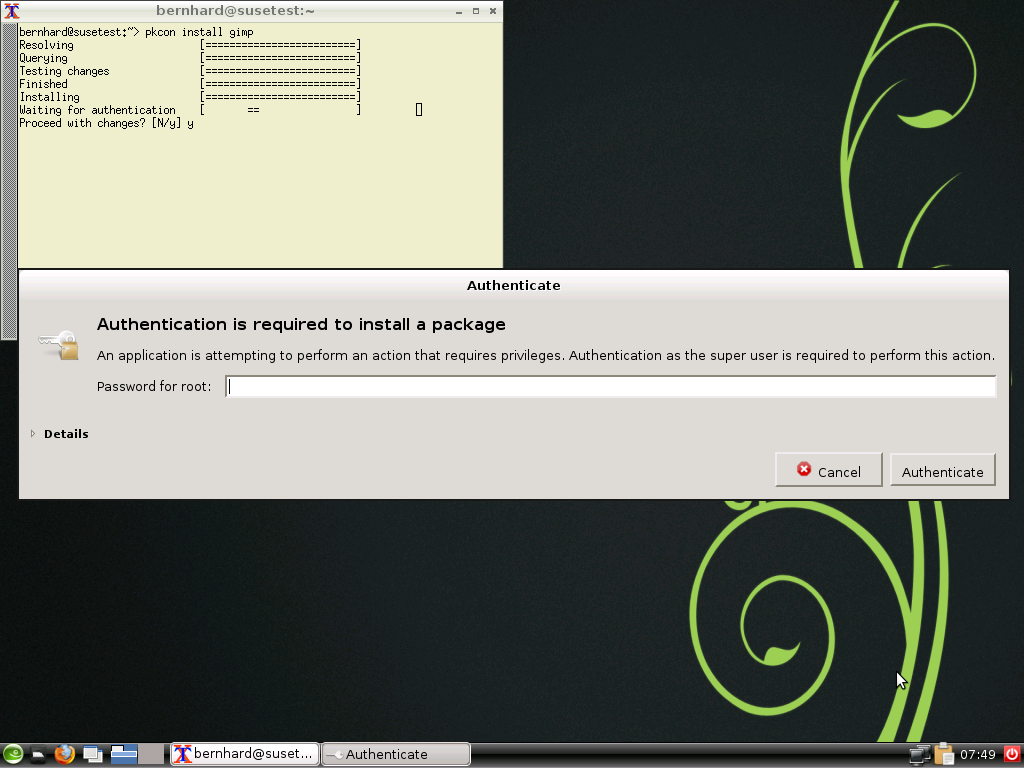 bernhard@susetest:~
bernhard@susetest:~> pkcon install gimp
Resolving [=========================]
Querying [=========================]
Testing changes [=========================]
Finished [=========================]
Installing [=========================]
Waiting for authentication [ == ]
Proceed with changes? [N/y] y
Authenticate
Authentication is required to install a package
An application is attempting to perform an action that requires privileges. Authentication as the super user is required to perform this action.
Password for root:
Details
Cancel
Authenticate
bernhard@suset...
Authenticate
07:49